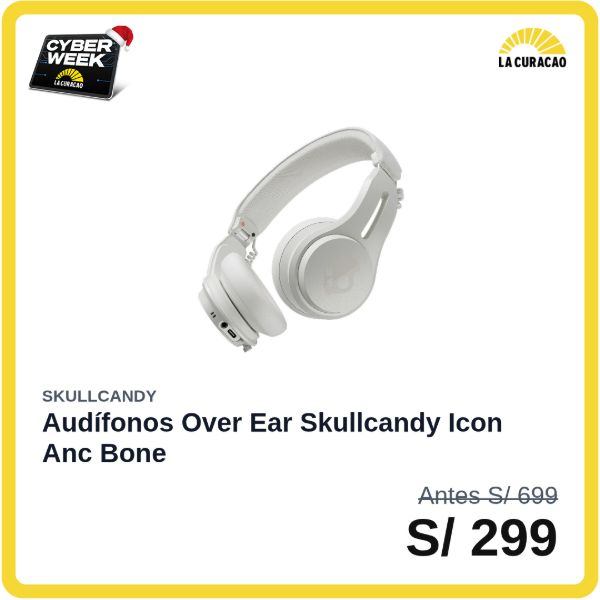 CYBER
WEEK
LA CURACAO
LA CURACAO
SKULLCANDY
Audífonos Over Ear Skullcandy Icon
Anc Bone
Antes S/ 699
S/ 299